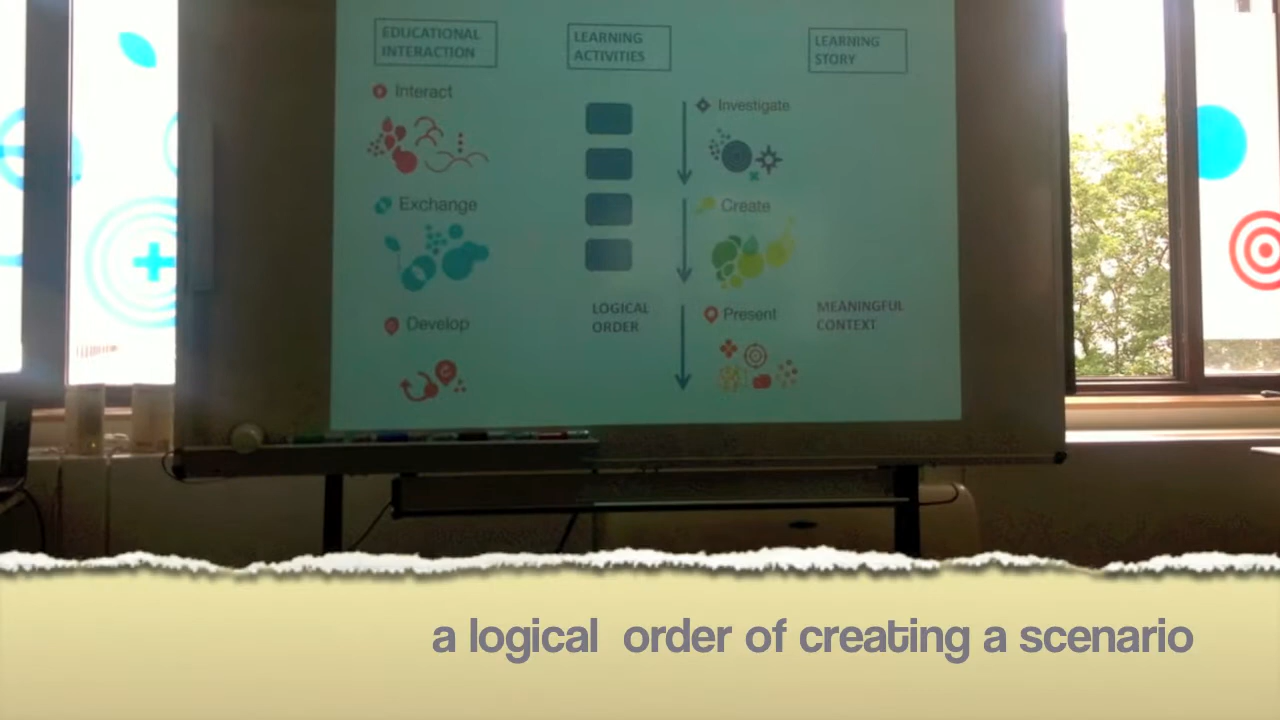 EDUCATIONAL
INTERACTION
Interact
Exchange
Develop
LEARNING
ACTIVITIES
LOGICAL
ORDER
LEARNING
STORY
Investigate
Create
Present
MEANINGFUL
CONTEXT
a logical order of creating a scenario